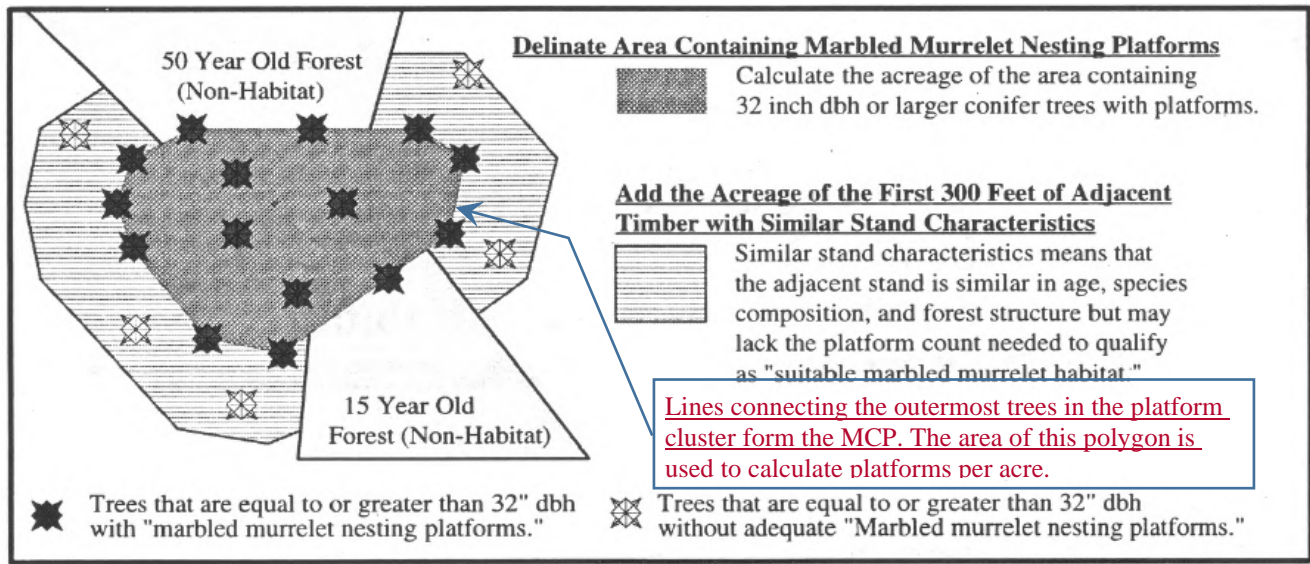 50 Year Old Forest
(Non-Habitat)
15 Year Old
Forest (Non-Habitat)
Delinate Area Containing Marbled Murrelet Nesting Platforms
Calculate the acreage of the area containing
32 inch dbh or larger conifer trees with platforms.
Add the Acreage of the First 300 Feet of Adjacent
Timber with Similar Stand Characteristics
Similar stand characteristics means that
the adjacent stand is similar in age, species
composition, and forest structure but may
lack the platform count needed to qualify
as "suitable marbled murrelet habitat."
Lines connecting the outermost trees in the platform
cluster form the MCP. The area of this polygon is
used to calculate platforms per acre.
Trees that are equal to or greater than 32" dbh
with "marbled murrelet nesting platforms."
Trees that are equal to or greater than 32" dbh
without adequate "Marbled murrelet nesting platforms."